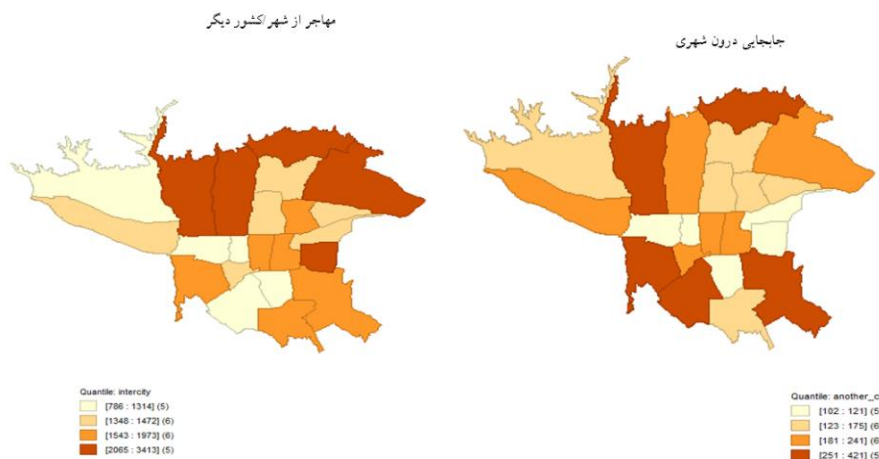 مهاجر از شهر/کشور دیگر
جابجایی درون شهری
Quantile: intercity
[786 : 1314] (5)
[1348 : 1472] (6)
[1543 : 1973] (6)
[2065 : 3413] (5)
Quantile: another_c
[102 : 121] (5
[123 : 175] (6
[181 : 241] (6
[251 : 421] (5